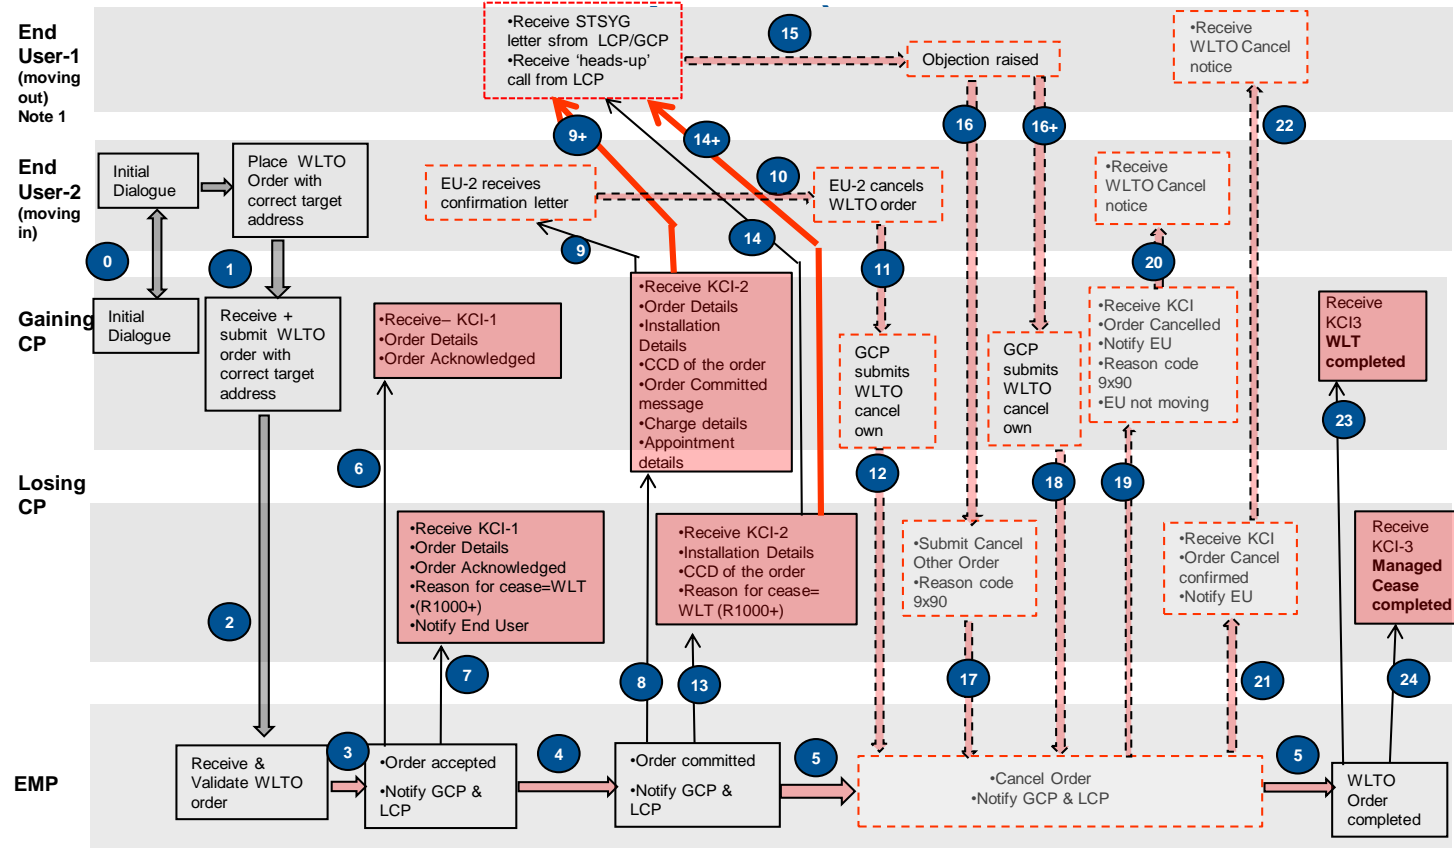 End
User-1
(moving
out)
Note 1
•Receive STSYG
letter sfrom LCP/GCP
•Receive 'heads-up'
call from LCP
15
Objection raised
•Receive
WLTO Cancel
notice
9+
14+
16
16+
22
End
User-2
(moving
in)
Initial
Dialogue
Place WLTO
Order with
correct target
address
EU-2 receives
confirmation letter
10
EU-2 cancels
WLTO order
•Receive
WLTO Cancel
notice
0
1
9
14
11
20
Gaining
CP
Initial
Dialogue
Receive +
submit WLTO
order with
correct target
address
•Receive– KCI-1
•Order Details
•Order Acknowledged
•Receive KCI-2
•Order Details
•Installation
Details
•CCD of the order
•Order Committed
message
•Charge details
•Appointment
details
GCP
submits
WLTO
cancel
own
GCP
submits
WLTO
cancel
own
•Receive KCI
•Order Cancelled
•Notify EU
•Reason code
9x90
•EU not moving
Receive
KCI3
WLT
completed
6
12
18
19
23
Losing
CP
•Receive KCI-1
•Order Details
•Order Acknowledged
•Reason for cease=WLT
•(R1000+)
•Notify End User
•Receive KCI-2
•Installation Details
•CCD of the order
•Reason for cease=
WLT (R1000+)
•Submit Cancel
Other Order
•Reason code
9x90
•Receive KCI
•Order Cancel
confirmed
•Notify EU
Receive
KCI-3
Managed
Cease
completed
2
7
8
13
17
21
24
EMP
Receive &
Validate WLTO
order
3
•Order accepted
•Notify GCP &
LCP
4
•Order committed
•Notify GCP &
LCP
5
•Cancel Order
•Notify GCP & LCP
5
WLTO
Order
completed